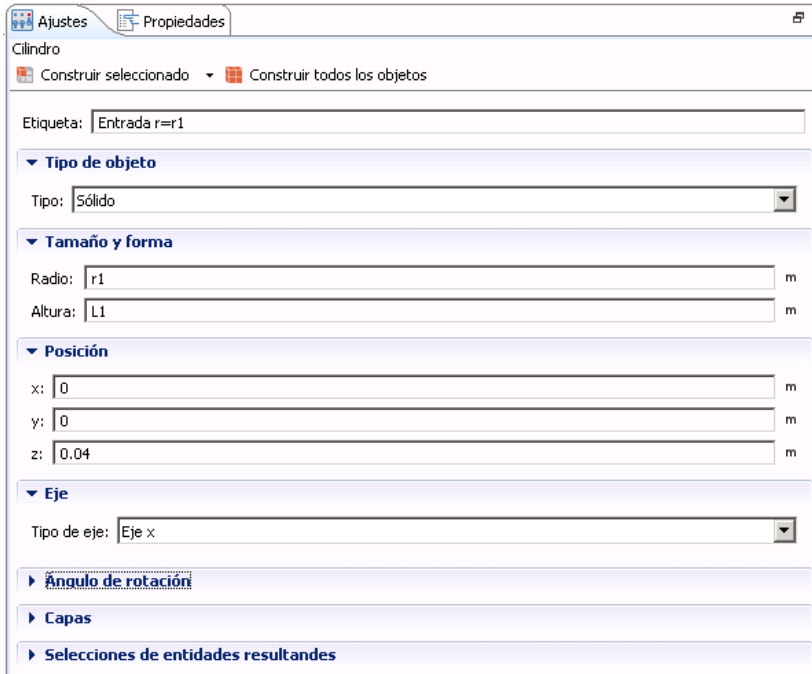 Ajustes Propiedades
Cilindro
Construir seleccionado Construir todos los objetos
Etiqueta: Entrada r=r1
Tipo de objeto
Tipo: Sólido
Tamaño y forma
Radio: r1 m
Altura: L1 m
Posición
x: 0 m
y: 0 m
z: 0.04 m
Eje
Tipo de eje: Eje x
Ángulo de rotación
Capas
Selecciones de entidades resultandes